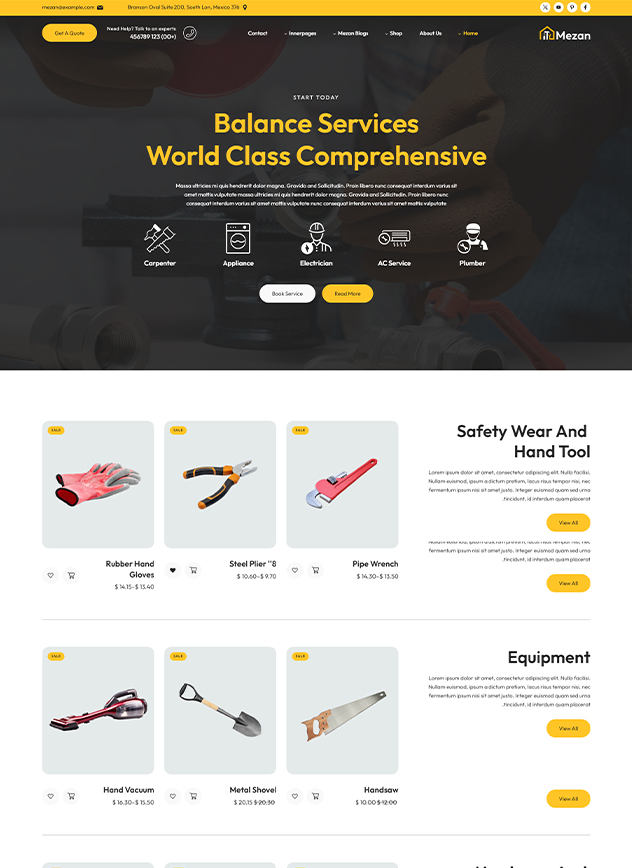 mezan@example.com
Branson Oval Suite 200, South Lan, Mexico 376
Get A Quote
Need Help? Talk to an experts
456789 123 (00+)
Contact
Innerpages
Mezan Blogs
Shop
About Us
Home
Mezan
START TODAY
Balance Services
World Class Comprehensive
Massa ultricies mi quis hendrerit dolor magna. Gravida and Sollicitudin. Proin libero nunc consequat interdum varius sit
amet mattis vulputate massa ultricies mi quis hendrerit dolor magna. Gravida and Sollicitudin. Proin libero nunc
consequat interdum varius sit amet mattis vulputate nunc consequat interdum varius sit amet mattis vulputate
Carpenter
Appliance
Electrician
AC Service
Plumber
Book Service
Read More
SALE
SALE
SALE
Safety Wear And
Hand Tool
Lorem ipsum dolor sit amet, consectetur adipiscing elit. Nulla facilisi.
Nullam euismod, ipsum a dictum pretium, lacus risus tempor nisi, nec
fermentum ipsum nisi sit amet justo. Integer euismod quam sed urna
.tincidunt, id interdum quam placerat
View All
Nullam euismod, ipsum a dictum pretium, lacus risus tempor nisi, nec
fermentum ipsum nisi sit amet justo. Integer euismod quam sed urna
.tincidunt, id interdum quam placerat
View All
Rubber Hand
Gloves
$ 14.15–$ 13.40
Steel Plier "8
$ 10.60–$ 9.70
Pipe Wrench
$ 14.30–$ 13.50
SALE
SALE
SALE
Equipment
Lorem ipsum dolor sit amet, consectetur adipiscing elit. Nulla facilisi.
Nullam euismod, ipsum a dictum pretium, lacus risus tempor nisi, nec
fermentum ipsum nisi sit amet justo. Integer euismod quam sed urna
.tincidunt, id interdum quam placerat
View All
Hand Vacuum
$ 16.30–$ 15.50
Metal Shovel
$ 20.15 $ 20.30
Handsaw
$ 10.00 $ 12.00
View All